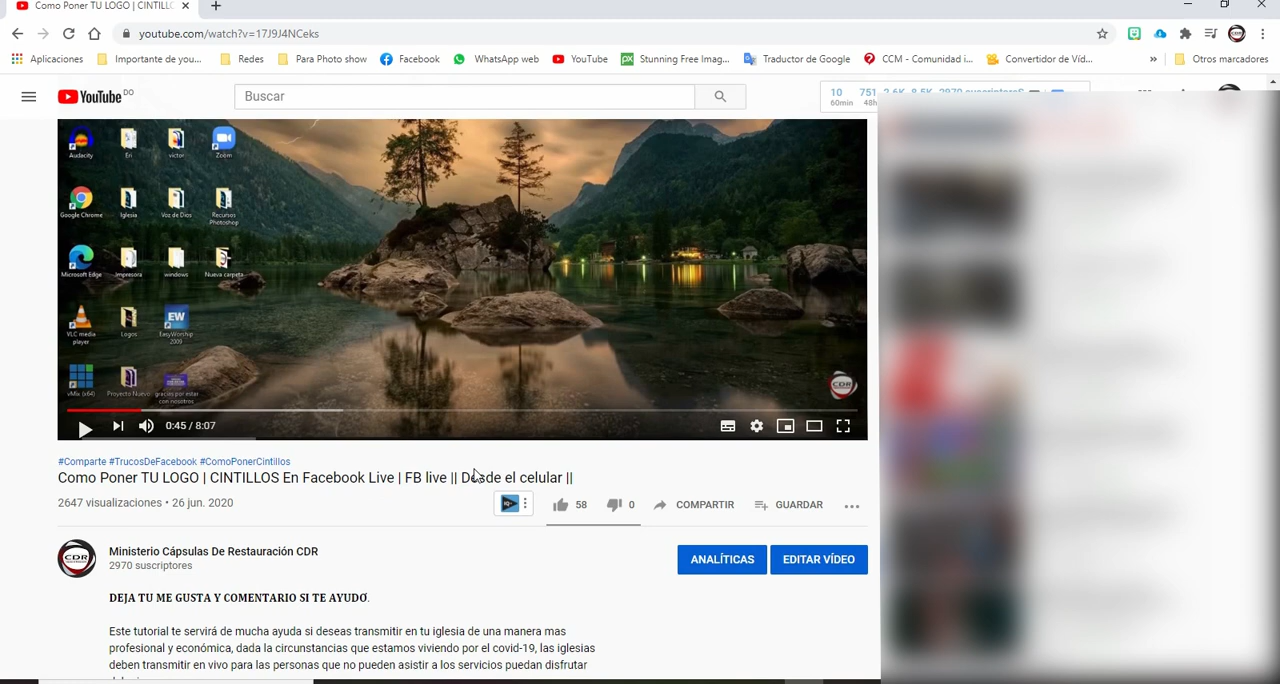 Como Poner TU LOGO | CINTILLO
youtube.com/watch?v=17J9J4NCeks
Aplicaciones
Importante de you...
Redes
Para Photo show
Facebook
WhatsApp web
YouTube
Stunning Free Imag...
Traductor de Google
CCM - Comunidad i...
Convertidor de Víd...
»
Otros marcadores
YouTube DO
Buscar
10 751
60min 48h
Audacity Eri victor Zoom
Google Chrome Iglesia Voz de Dios Recursos Photoshop
Microsoft Edge Impresora windows Nueva carpeta
VLC media player Logos EasyWorship 2009
vMix (x64) Proyecto Nuevo gracias por estar con nosotros
CDR
0:45 / 8:07
#Comparte #TrucosDeFacebook #ComoPonerCintillos
Como Poner TU LOGO | CINTILLOS En Facebook Live | FB live || Desde el celular ||
2647 visualizaciones • 26 jun. 2020
58 0 COMPARTIR GUARDAR
CDR
Ministerio Cápsulas De Restauración CDR
2970 suscriptores
ANALÍTICAS
EDITAR VÍDEO
DEJA TU ME GUSTA Y COMENTARIO SI TE AYUDO.
Este tutorial te servirá de mucha ayuda si deseas transmitir en tu iglesia de una manera mas
profesional y económica, dada la circunstancias que estamos viviendo por el covid-19, las iglesias
deben transmitir en vivo para las personas que no pueden asistir a los servicios puedan disfrutar